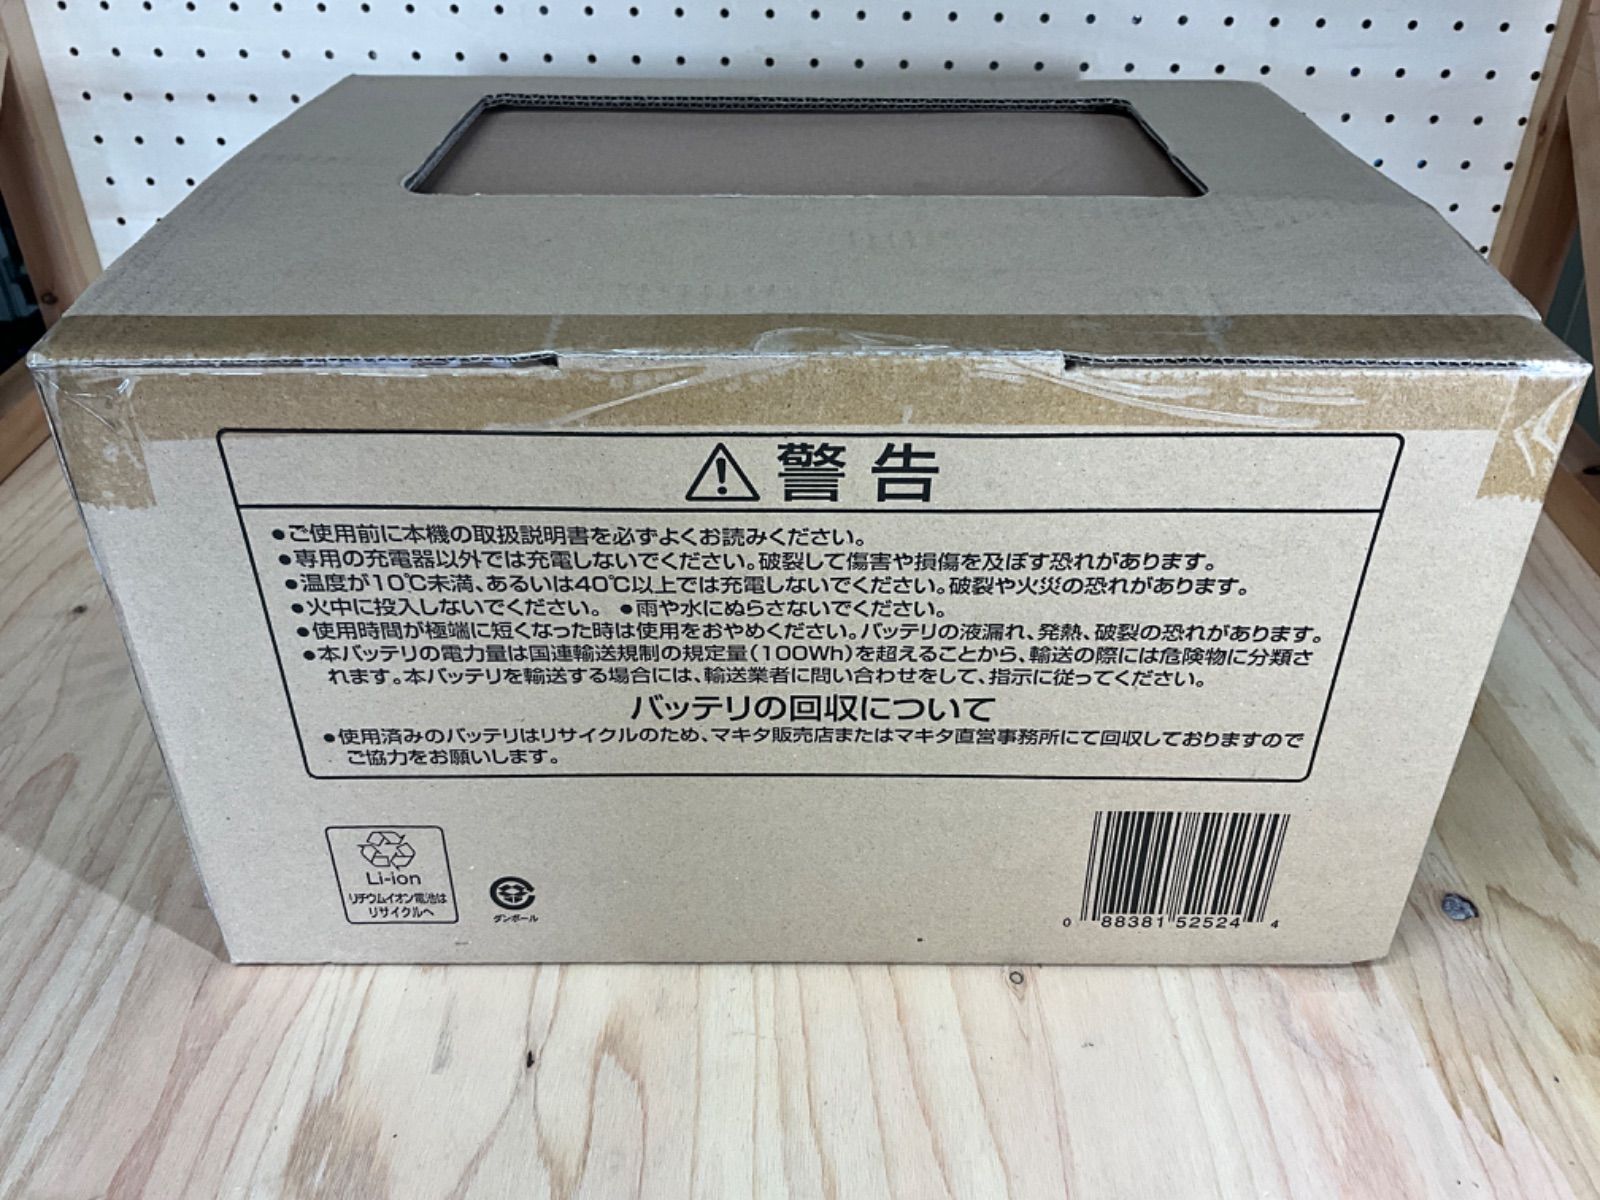 警告
●ご使用前に本機の取扱説明書を必ずよくお読みください。
●専用の充電器以外では充電しないでください。破裂して傷害や損傷を及ぼす恐れがあります。
●温度が10℃未満、あるいは40℃以上では充電しないでください。破裂や火災の恐れがあります。
●火中に投入しないでください。 ●雨や水にぬらさないでください。
●使用時間が極端に短くなった時は使用をおやめください。バッテリの液漏れ、発熱、破裂の恐れがあります。
●本バッテリの電力量は国連輸送規制の規定量(100Wh)を超えることから、輸送の際には危険物に分類さ
れます。本バッテリを輸送する場合には、輸送業者に問い合わせをして、指示に従ってください。
バッテリの回収について
●使用済みのバッテリはリサイクルのため、マキタ販売店またはマキタ直営事務所にて回収しておりますので
ご協力をお願いします。
Li-ion
リチウムイオン電池は
リサイクルへ
ダンボール
0 88381 52524 4